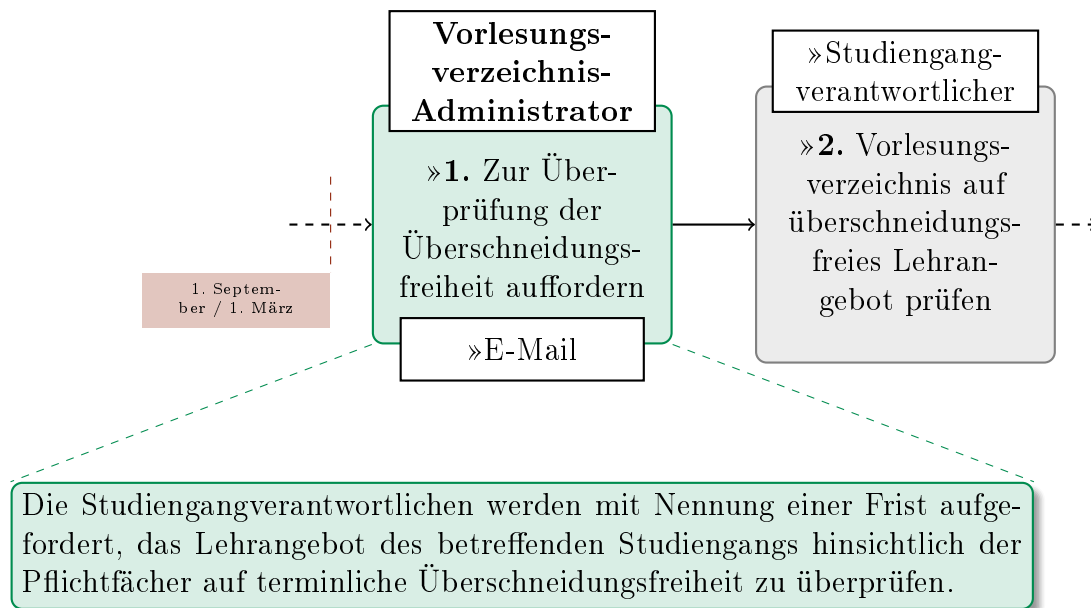 Vorlesungs-
verzeichnis-
Administrator
»1. Zur Über-
prüfung der
Überschneidungs-
freiheit auffordern
»E-Mail
»Studiengang-
verantwortlicher
»2. Vorlesungs-
verzeichnis auf
überschneidungs-
freies Lehran-
gebot prüfen
1. Septem-
ber / 1. März
Die Studiengangverantwortlichen werden mit Nennung einer Frist aufge-
fordert, das Lehrangebot des betreffenden Studiengangs hinsichtlich der
Pflichtfächer auf terminliche Überschneidungsfreiheit zu überprüfen.